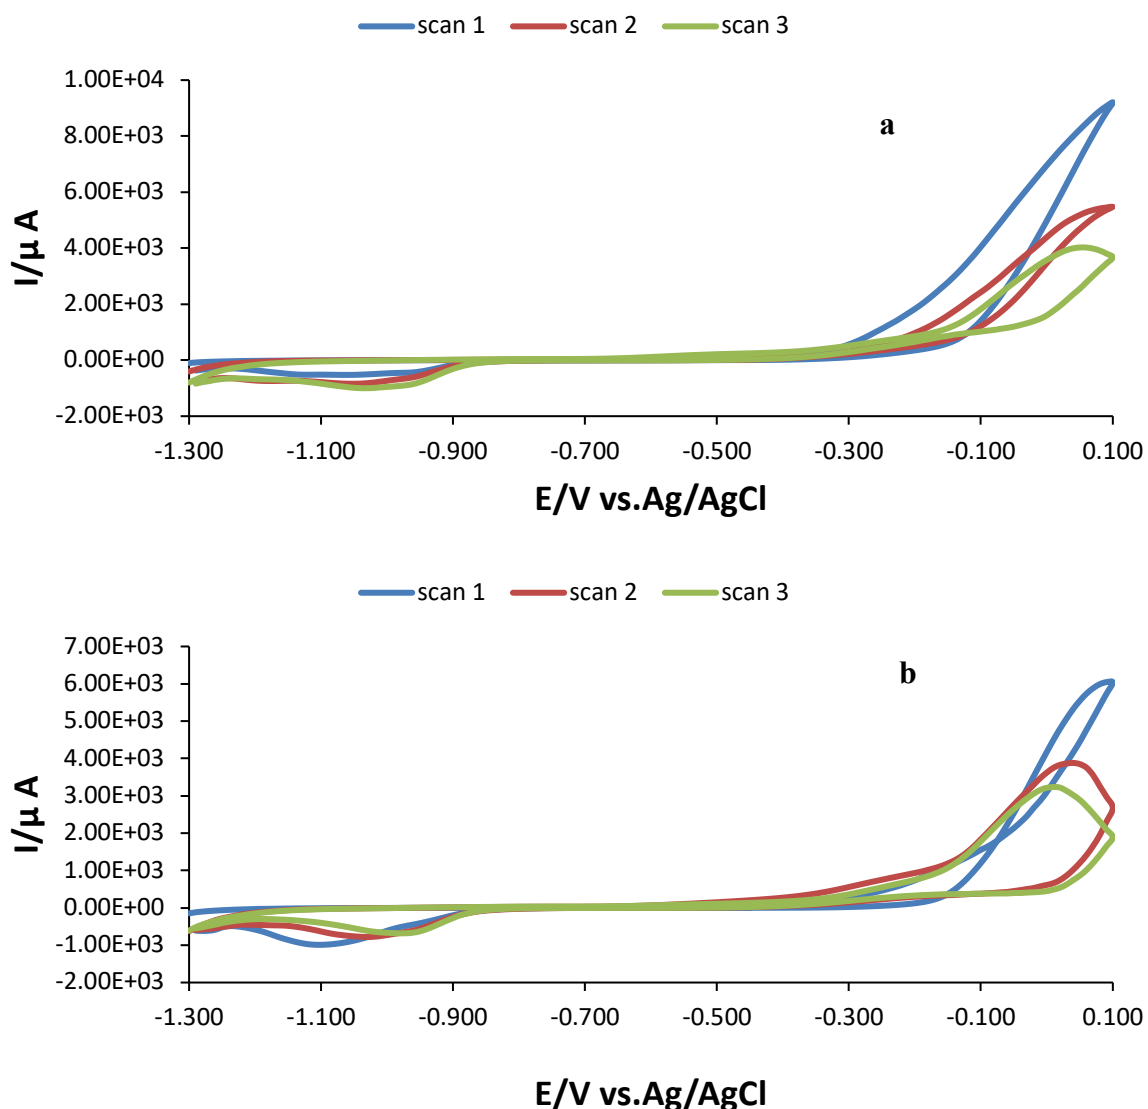 scan 1 scan 2 scan 3
a
1.00E+04
8.00E+03
6.00E+03
4.00E+03
2.00E+03
0.00E+00
-2.00E+03
I/µ A
-1.300 -1.100 -0.900 -0.700 -0.500 -0.300 -0.100 0.100
E/V vs.Ag/AgCl
scan 1 scan 2 scan 3
b
7.00E+03
6.00E+03
5.00E+03
4.00E+03
3.00E+03
2.00E+03
1.00E+03
0.00E+00
-1.00E+03
-2.00E+03
I/µ A
-1.300 -1.100 -0.900 -0.700 -0.500 -0.300 -0.100 0.100
E/V vs.Ag/AgCl